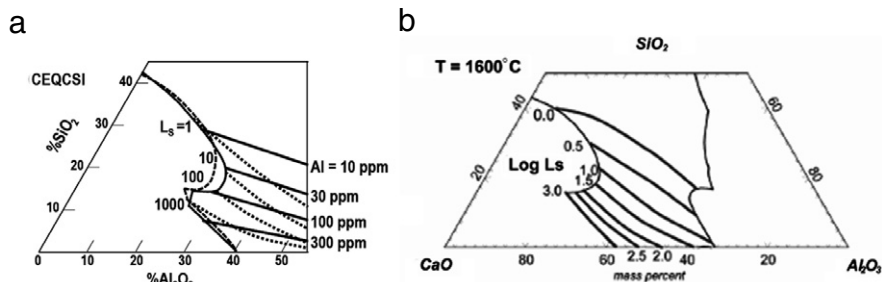 a
CEQCSI
%SiO₂
40
30
20
10
0
10
20
30
40
50
Ls =1
10
100
1000
Al = 10 ppm
30 ppm
100 ppm
300 ppm
b
T = 1600°C
SiO₂
40
20
60
80
0.0
0.5
Log Ls
1.0
1.5
3.0
CaO
80
60
2.5
2.0
20
Al₂O₃
mass percent